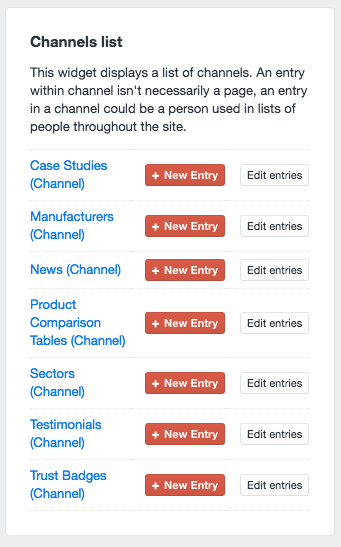 Channels list
This widget displays a list of channels. An entry
within channel isn't necessarily a page, an entry
in a channel could be a person used in lists of
people throughout the site.
Case Studies
(Channel)
+ New Entry
Edit entries
Manufacturers
(Channel)
+ New Entry
Edit entries
News (Channel)
+ New Entry
Edit entries
Product
Comparison
Tables (Channel)
+ New Entry
Edit entries
Sectors
(Channel)
+ New Entry
Edit entries
Testimonials
(Channel)
+ New Entry
Edit entries
Trust Badges
(Channel)
+ New Entry
Edit entries